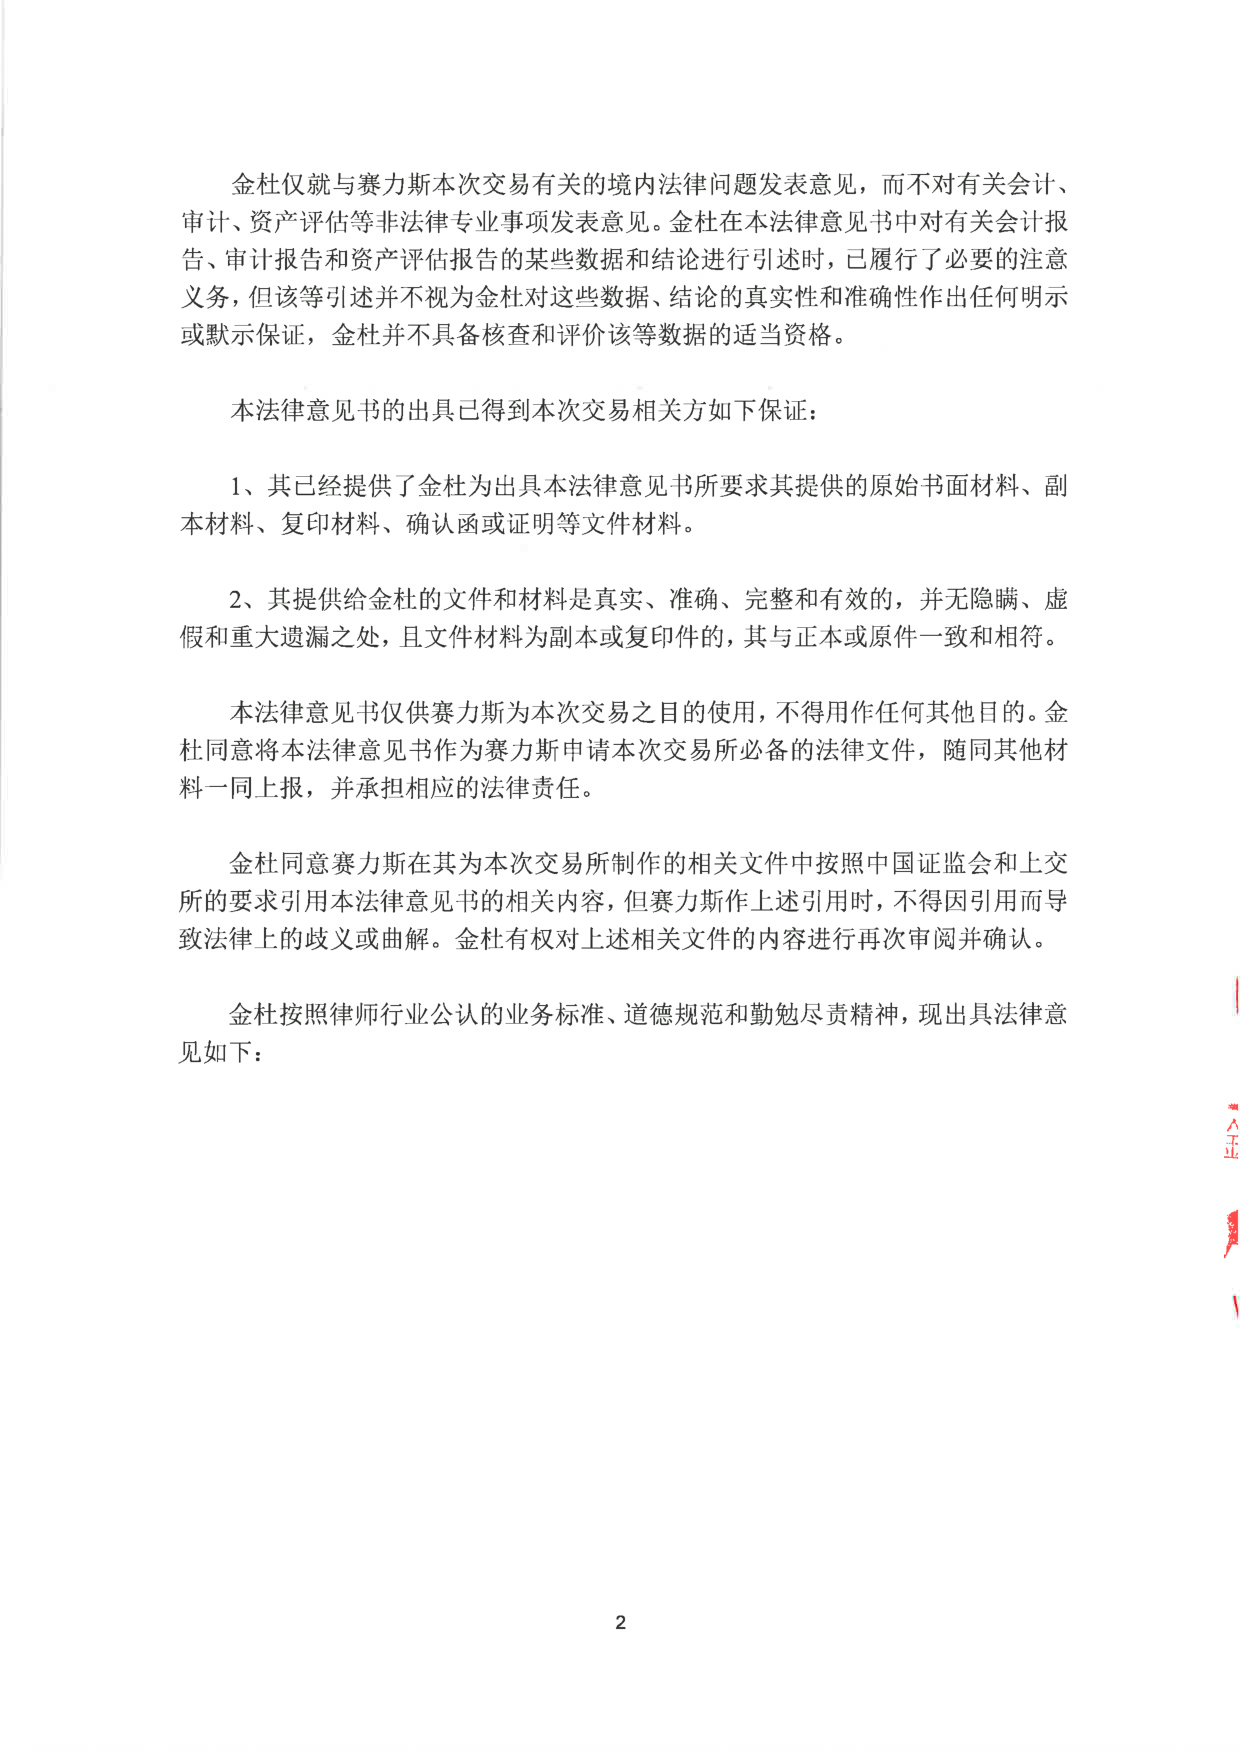 金杜仅就与赛力斯本次交易有关的境内法律问题发表意见，而不对有关会计、
审计、资产评估等非法律专业事项发表意见。金杜在本法律意见书中对有关会计报
告、审计报告和资产评估报告的某些数据和结论进行引述时，已履行了必要的注意
义务，但该等引述并不视为金杜对这些数据、结论的真实性和准确性作出任何明示
或默示保证，金杜并不具备核查和评价该等数据的适当资格。
本法律意见书的出具已得到本次交易相关方如下保证：
1、其已经提供了金杜为出具本法律意见书所要求其提供的原始书面材料、副
本材料、复印材料、确认函或证明等文件材料。
2、其提供给金杜的文件和材料是真实、准确、完整和有效的，并无隐瞒、虚
假和重大遗漏之处，且文件材料为副本或复印件的，其与正本或原件一致和相符。
本法律意见书仅供赛力斯为本次交易之目的使用，不得用作任何其他目的。金
杜同意将本法律意见书作为赛力斯申请本次交易所必备的法律文件，随同其他材
料一同上报，并承担相应的法律责任。
金杜同意赛力斯在其为本次交易所制作的相关文件中按照中国证监会和上交
所的要求引用本法律意见书的相关内容，但赛力斯作上述引用时，不得因引用而导
致法律上的歧义或曲解。金杜有权对上述相关文件的内容进行再次审阅并确认。
金杜按照律师行业公认的业务标准、道德规范和勤勉尽责精神，现出具法律意
见如下：
2